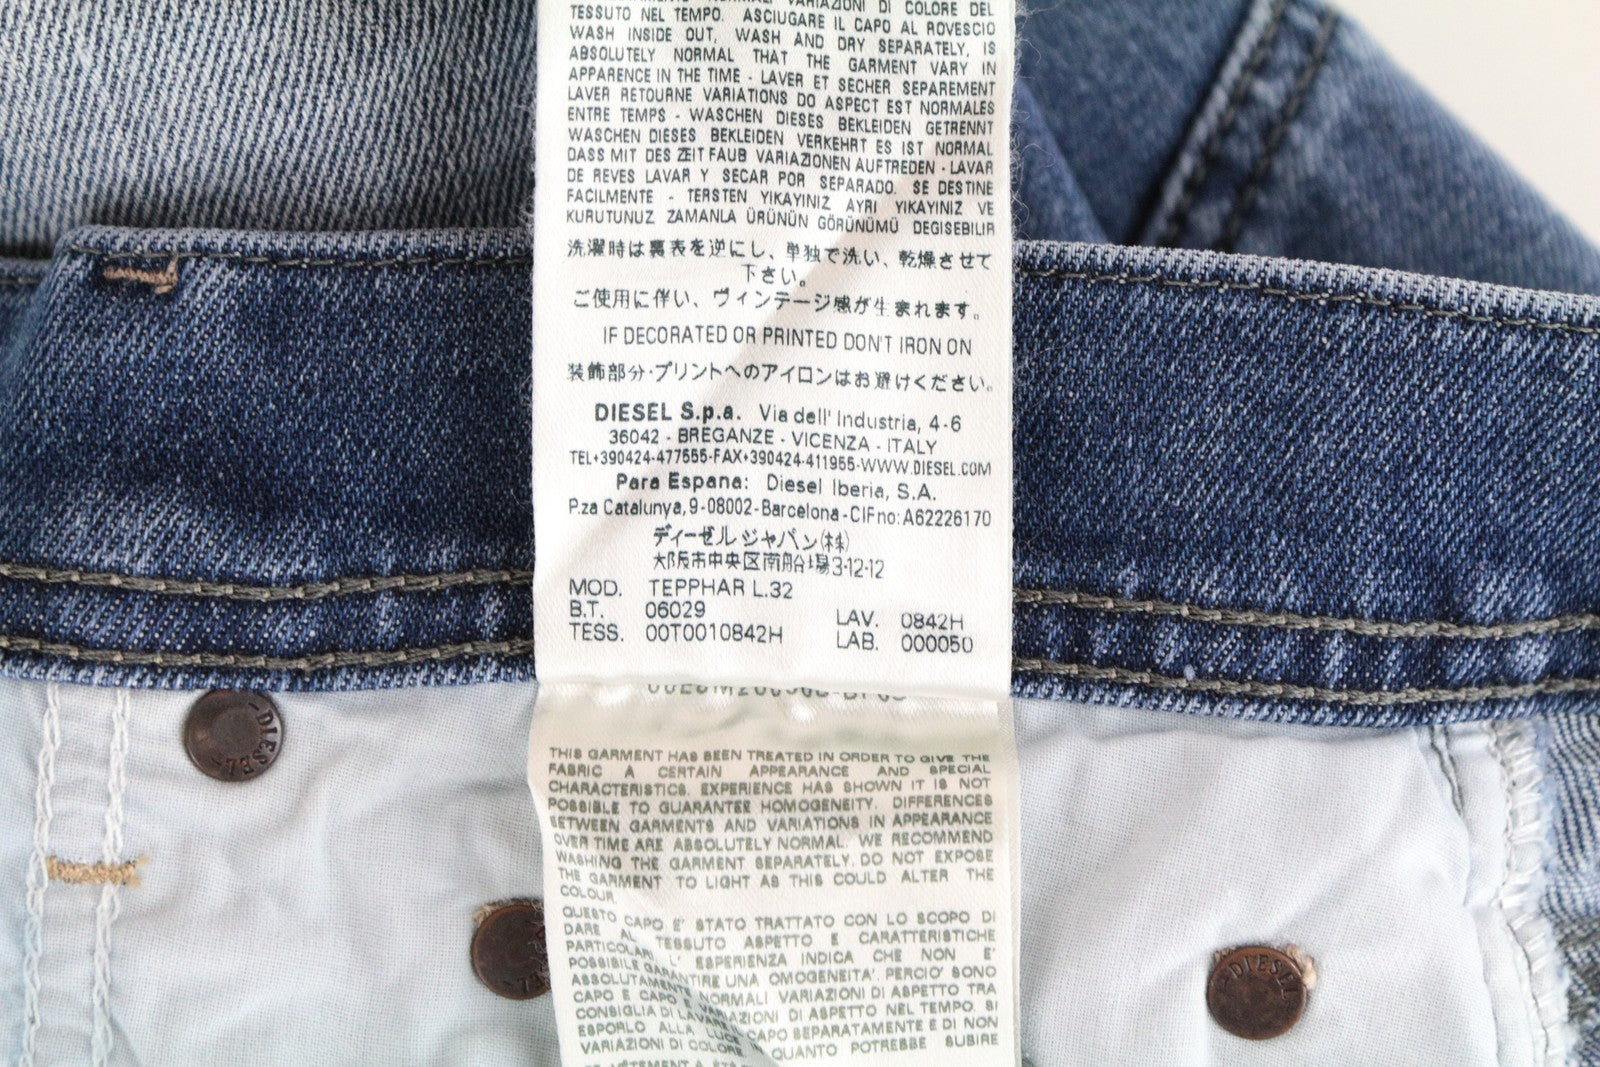 NORMALI VARIAZIONI DI COLORE DEL
TESSUTO NEL TEMPO. ASCIUGARE IL CAPO AL ROVESCIO
WASH INSIDE OUT, WASH AND DRY SEPARATELY, IS
ABSOLUTELY NORMAL THAT THE GARMENT VARY IN
APPARENCE IN THE TIME - LAVER ET SECHER SEPAREMENT
LAVER RETOURNE VARIATIONS DO ASPECT EST NORMALES
ENTRE TEMPS - WASCHEN DIESES BEKLEIDEN GETRENNT
WASCHEN DIESES BEKLEIDEN VERKEHRT ES IST NORMAL
DASS MIT DES ZEIT FAUB VARIAZIONEN AUFTREDEN - LAVAR
DE REVES LAVAR Y SECAR POR SEPARADO. SE DESTINE
FACILMENTE - TERSTEN YIKAYINIZ AYRI YIKAYINIZ VE
KURUTUNUZ ZAMANLA ÜRÜNÜN GÖRÜNÜMÜ DEGISEBILIR
洗濯時は裏表を逆にし、単独で洗い、乾燥させて
下さい。
ご使用に伴い、ヴィンテージ感が生まれます。
IF DECORATED OR PRINTED DON'T IRON ON
装飾部分・プリントへのアイロンはお避けください。
DIESEL S.p.a. Via dell' Industria, 4-6
36042 - BREGANZE - VICENZA - ITALY
TEL+390424-477555-FAX+390424-411955-WWW.DIESEL.COM
Para Espana: Diesel Iberia, S.A.
P.za Catalunya, 9-08002-Barcelona-CIFno:A62226170
ディーゼルジャパン(株)
大阪市中央区南船場3-12-12
MOD. TEPPHAR L.32
B.T. 06029
LAV. 0842H
TESS. 00T0010842H
LAB. 000050
THIS GARMENT HAS BEEN TREATED IN ORDER TO GIVE THE
FABRIC A CERTAIN APPEARANCE AND SPECIAL
CHARACTERISTICS. EXPERIENCE HAS SHOWN IT IS NOT
POSSIBLE TO GUARANTEE HOMOGENEITY. DIFFERENCES
BETWEEN GARMENTS AND VARIATIONS IN APPEARANCE
OVER TIME ARE ABSOLUTELY NORMAL. WE RECOMMEND
WASHING THE GARMENT SEPARATELY. DO NOT EXPOSE
THE GARMENT TO LIGHT AS THIS COULD ALTER THE
COLOUR.
QUESTO CAPO E' STATO TRATTATO CON LO SCOPO DI
DARE AL TESSUTO ASPETTO E CARATTERISTICHE
PARTICOLARI L' ESPERIENZA INDICA CHE NON E'
POSSIBILE GARANTIRE UNA OMOGENEITA'. PERCIO' SONO
ASSOLUTAMENTE NORMALI VARIAZIONI DI ASPETTO TRA
CAPO E CAPO E VARIAZIONI DI ASPETTO NEL TEMPO. SI
CONSIGLIA DI LAVARE CAPO SEPARATAMENTE E DI NON
ESPORLO ALLA LUCE IN QUANTO POTREBBE SUBIRE
VARIAZIONI DI COLORE
DIESEL
DIESEL